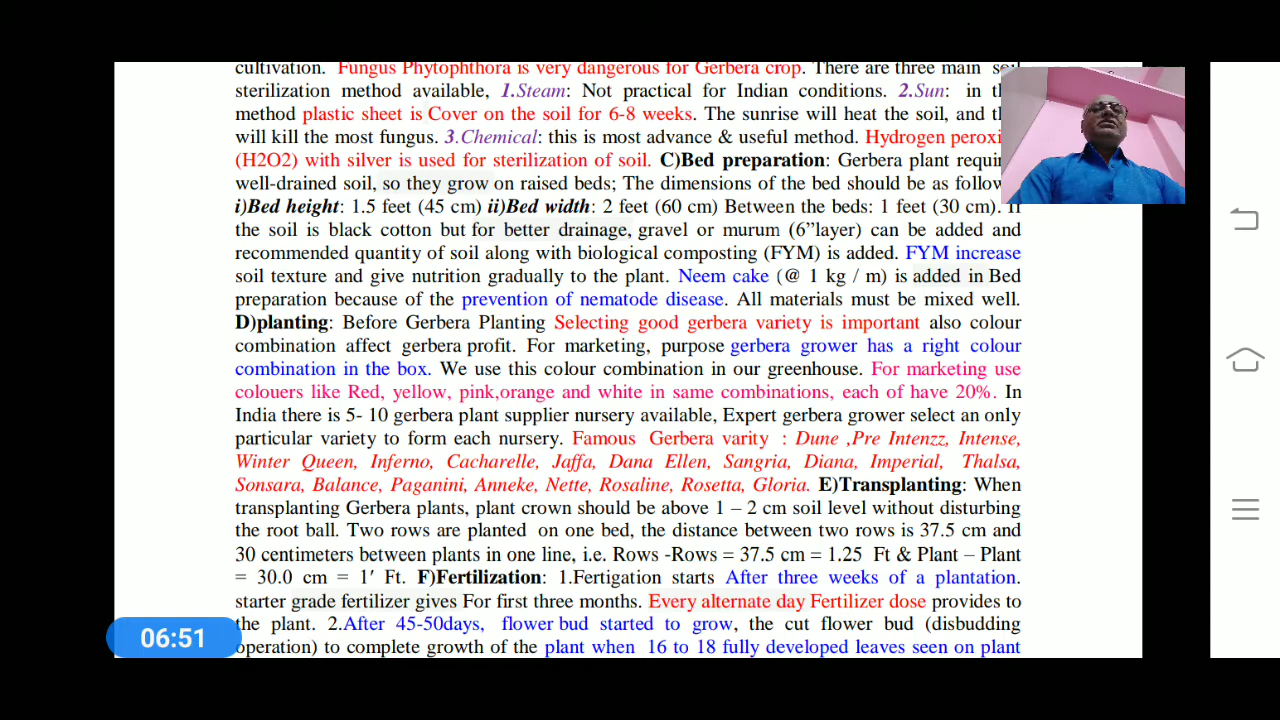 cultivation. Fungus Phytophthora is very dangerous for Gerbera crop. There are three main
sterilization method available, 1.Steam: Not practical for Indian conditions. 2.Sun: in
method plastic sheet is Cover on the soil for 6-8 weeks. The sunrise will heat the soil, and
will kill the most fungus. 3.Chemical: this is most advance & useful method. Hydrogen
(H2O2) with silver is used for sterilization of soil. C)Bed preparation: Gerbera plant
well-drained soil, so they grow on raised beds; The dimensions of the bed should be as
i)Bed height: 1.5 feet (45 cm) ii)Bed width: 2 feet (60 cm) Between the beds: 1 feet (30 cm). If
the soil is black cotton but for better drainage, gravel or murum (6”layer) can be added and
recommended quantity of soil along with biological composting (FYM) is added. FYM increase
soil texture and give nutrition gradually to the plant. Neem cake (@ 1 kg / m) is added in Bed
preparation because of the prevention of nematode disease. All materials must be mixed well.
D)planting: Before Gerbera Planting Selecting good gerbera variety is important also colour
combination affect gerbera profit. For marketing, purpose gerbera grower has a right colour
combination in the box. We use this colour combination in our greenhouse. For marketing use
colouers like Red, yellow, pink,orange and white in same combinations, each of have 20%. In
India there is 5- 10 gerbera plant supplier nursery available, Expert gerbera grower select an only
particular variety to form each nursery. Famous Gerbera varity : Dune ,Pre Intenzz, Intense,
Winter Queen, Inferno, Cacharelle, Jaffa, Dana Ellen, Sangria, Diana, Imperial, Thalsa,
Sonsara, Balance, Paganini, Anneke, Nette, Rosaline, Rosetta, Gloria. E)Transplanting: When
transplanting Gerbera plants, plant crown should be above 1 – 2 cm soil level without disturbing
the root ball. Two rows are planted on one bed, the distance between two rows is 37.5 cm and
30 centimeters between plants in one line, i.e. Rows -Rows = 37.5 cm = 1.25 Ft & Plant – Plant
= 30.0 cm = 1′ Ft. F)Fertilization: 1.Fertigation starts After three weeks of a plantation.
starter grade fertilizer gives For first three months. Every alternate day Fertilizer dose provides to
the plant. 2.After 45-50days, flower bud started to grow, the cut flower bud (disbudding
operation) to complete growth of the plant when 16 to 18 fully developed leaves seen on plant
06:51